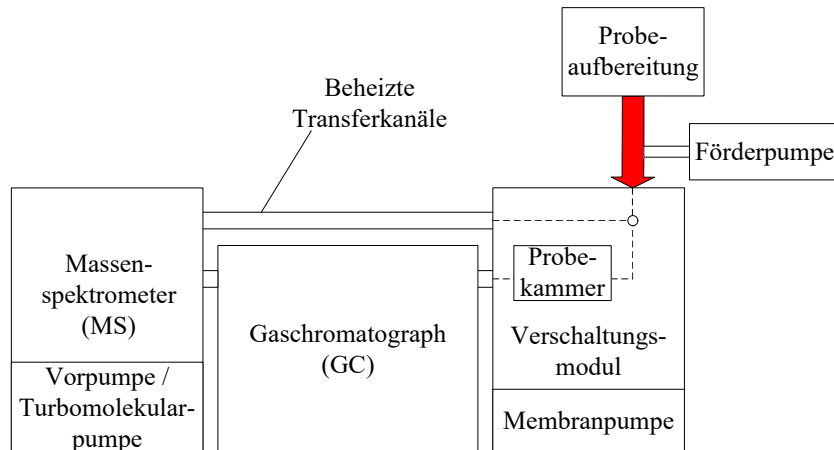 Probe-
aufbereitung
Beheizte
Transferkanäle
Förderpumpe
Massen-
spektrometer
(MS)
Gaschromatograph
(GC)
Probe-
kammer
Verschaltungs-
modul
Vorpumpe /
Turbomolekular-
pumpe
Membranpumpe